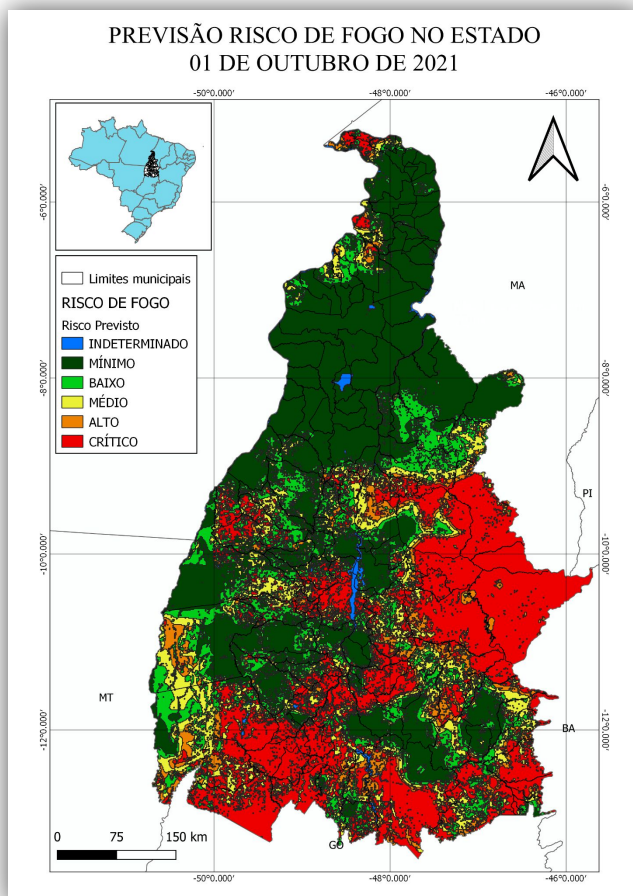 PREVISÃO RISCO DE FOGO NO ESTADO
01 DE OUTUBRO DE 2021
-50°0.000'
-48°0.000'
-46°0.000'
-6°0.000'
-6°0.000'
MA
Limites municipais
RISCO DE FOGO
Risco Previsto
INDETERMINADO
MÍNIMO
BAIXO
MÉDIO
ALTO
CRÍTICO
-8°0.000'
-8°0.000'
PI
-10°0.000'
-10°0.000'
MT
BA
-12°0.000'
-12°0.000'
0 75 150 km
GO
-50°0.000'
-48°0.000'
-46°0.000'